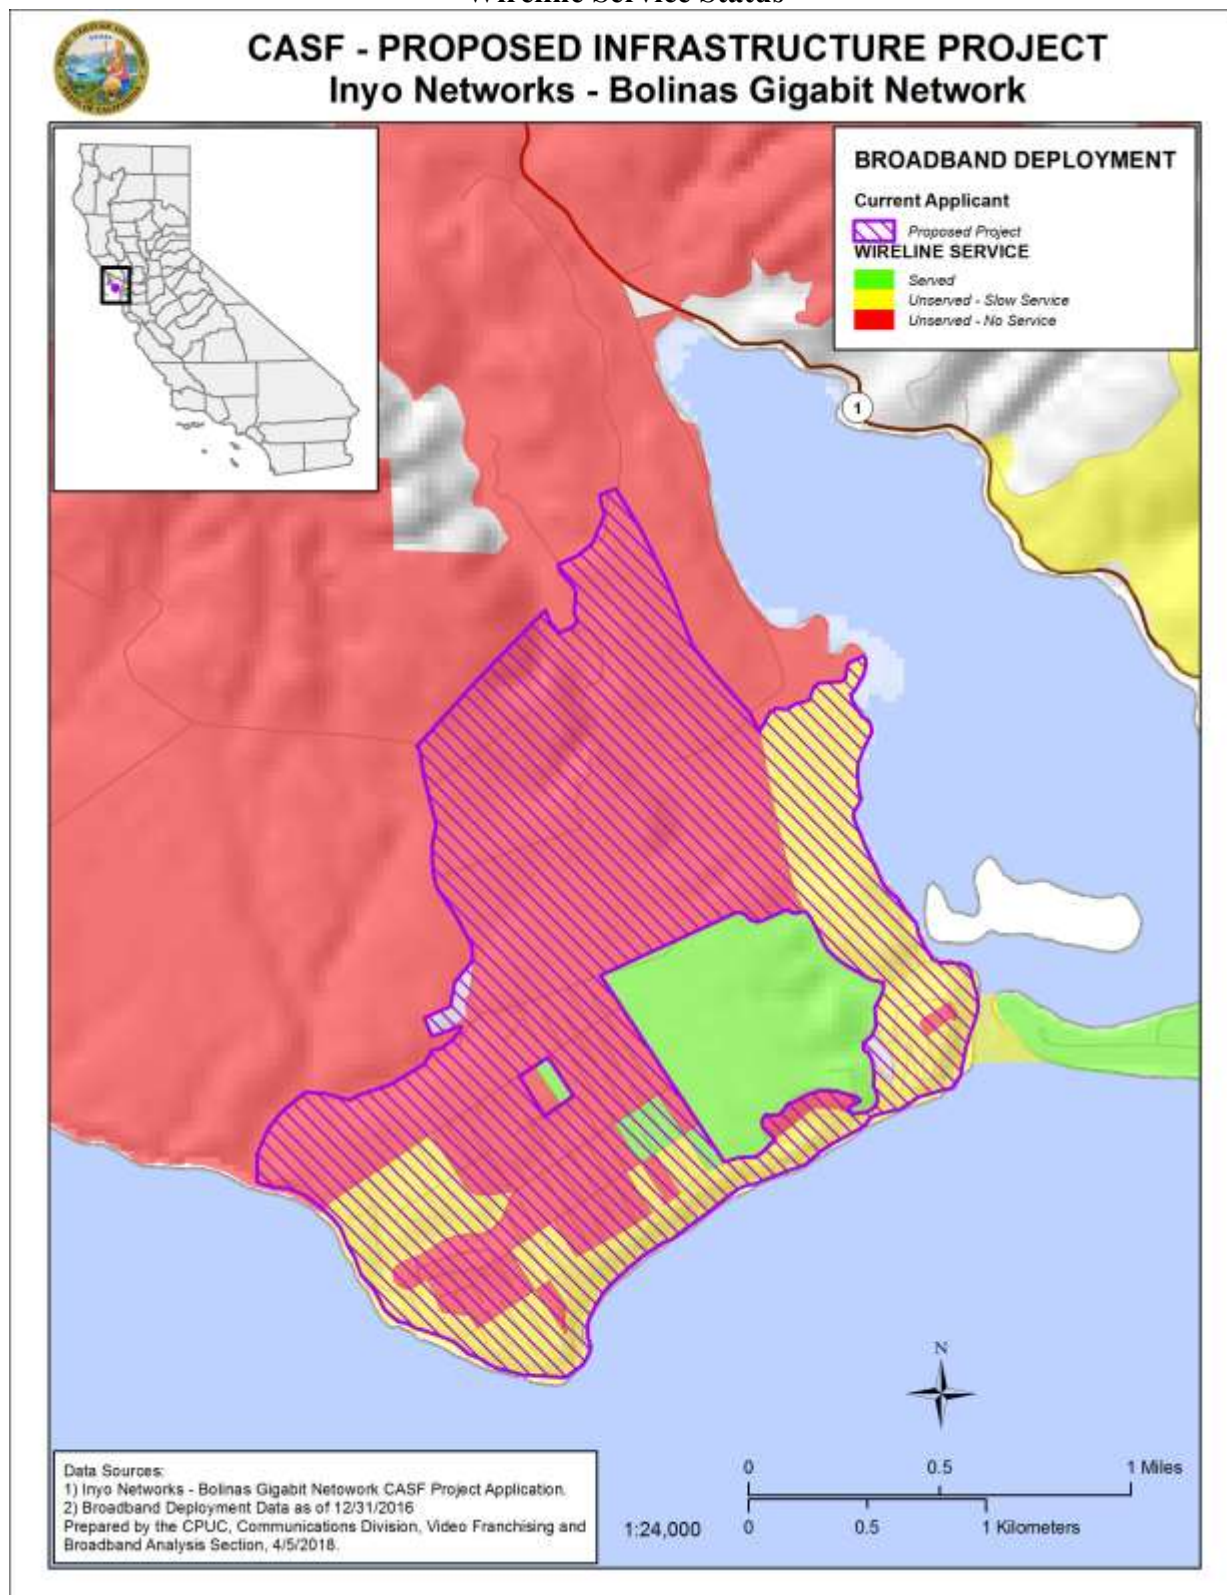 Wireline Service Status
CASF - PROPOSED INFRASTRUCTURE PROJECT
Inyo Networks - Bolinas Gigabit Network
BROADBAND DEPLOYMENT
Current Applicant
Proposed Project
WIRELINE SERVICE
Served
Unserved - Slow Service
Unserved - No Service
1
N
Data Sources:
1) Inyo Networks - Bolinas Gigabit Netowork CASF Project Application.
2) Broadband Deployment Data as of 12/31/2016
Prepared by the CPUC, Communications Division, Video Franchising and
Broadband Analysis Section, 4/5/2018.
1:24,000
0 0.5 1 Miles
0 0.5 1 Kilometers